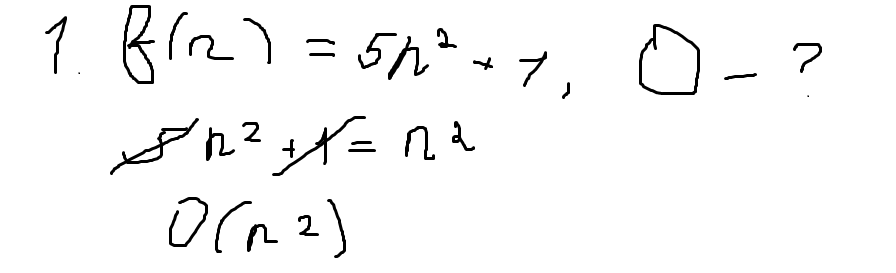 1. f(n) = 5n² + 1, O - ?
5n² + 1 = n²
O(n²)